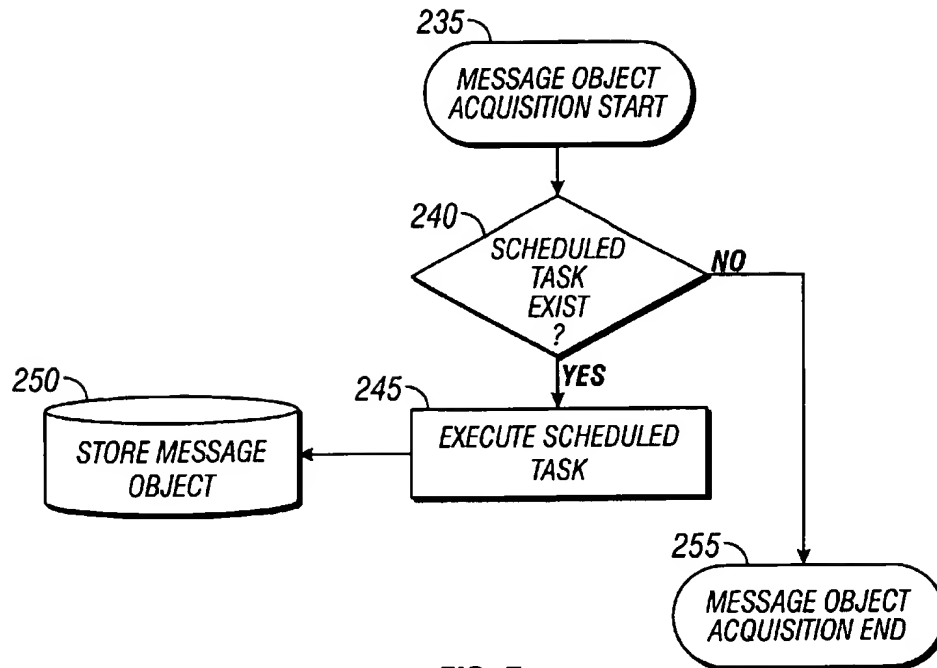 235
MESSAGE OBJECT
ACQUISITION START
240
SCHEDULED
TASK
EXIST
?
NO
YES
250
STORE MESSAGE
OBJECT
245
EXECUTE SCHEDULED
TASK
255
MESSAGE OBJECT
ACQUISITION END